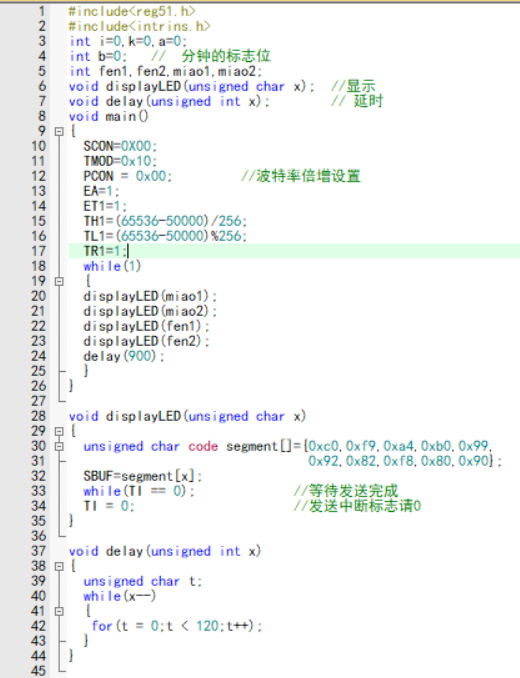 1 #include<reg51.h>
2 #include<intrins.h>
3 int i=0,k=0,a=0;
4 int b=0; // 分钟的标志位
5 int fen1,fen2,miao1,miao2;
6 void displayLED(unsigned char x); //显示
7 void delay(unsigned int x); // 延时
8 void main()
9 {
10 SCON=0X00;
11 TMOD=0x10;
12 PCON = 0x00; //波特率倍增设置
13 EA=1;
14 ET1=1;
15 TH1=(65536-50000)/256;
16 TL1=(65536-50000)%256;
17 TR1=1;
18 while(1)
19 {
20 displayLED(miao1);
21 displayLED(miao2);
22 displayLED(fen1);
23 displayLED(fen2);
24 delay(900);
25 }
26 }
27
28 void displayLED(unsigned char x)
29 {
30 unsigned char code segment[]={0xc0,0xf9,0xa4,0xb0,0x99,
31 0x92,0x82,0xf8,0x80,0x90};
32 SBUF=segment[x];
33 while(TI == 0); //等待发送完成
34 TI = 0; //发送中断标志请0
35 }
36
37 void delay(unsigned int x)
38 {
39 unsigned char t;
40 while(x--)
41 {
42 for(t = 0;t < 120;t++);
43 }
44 }
45